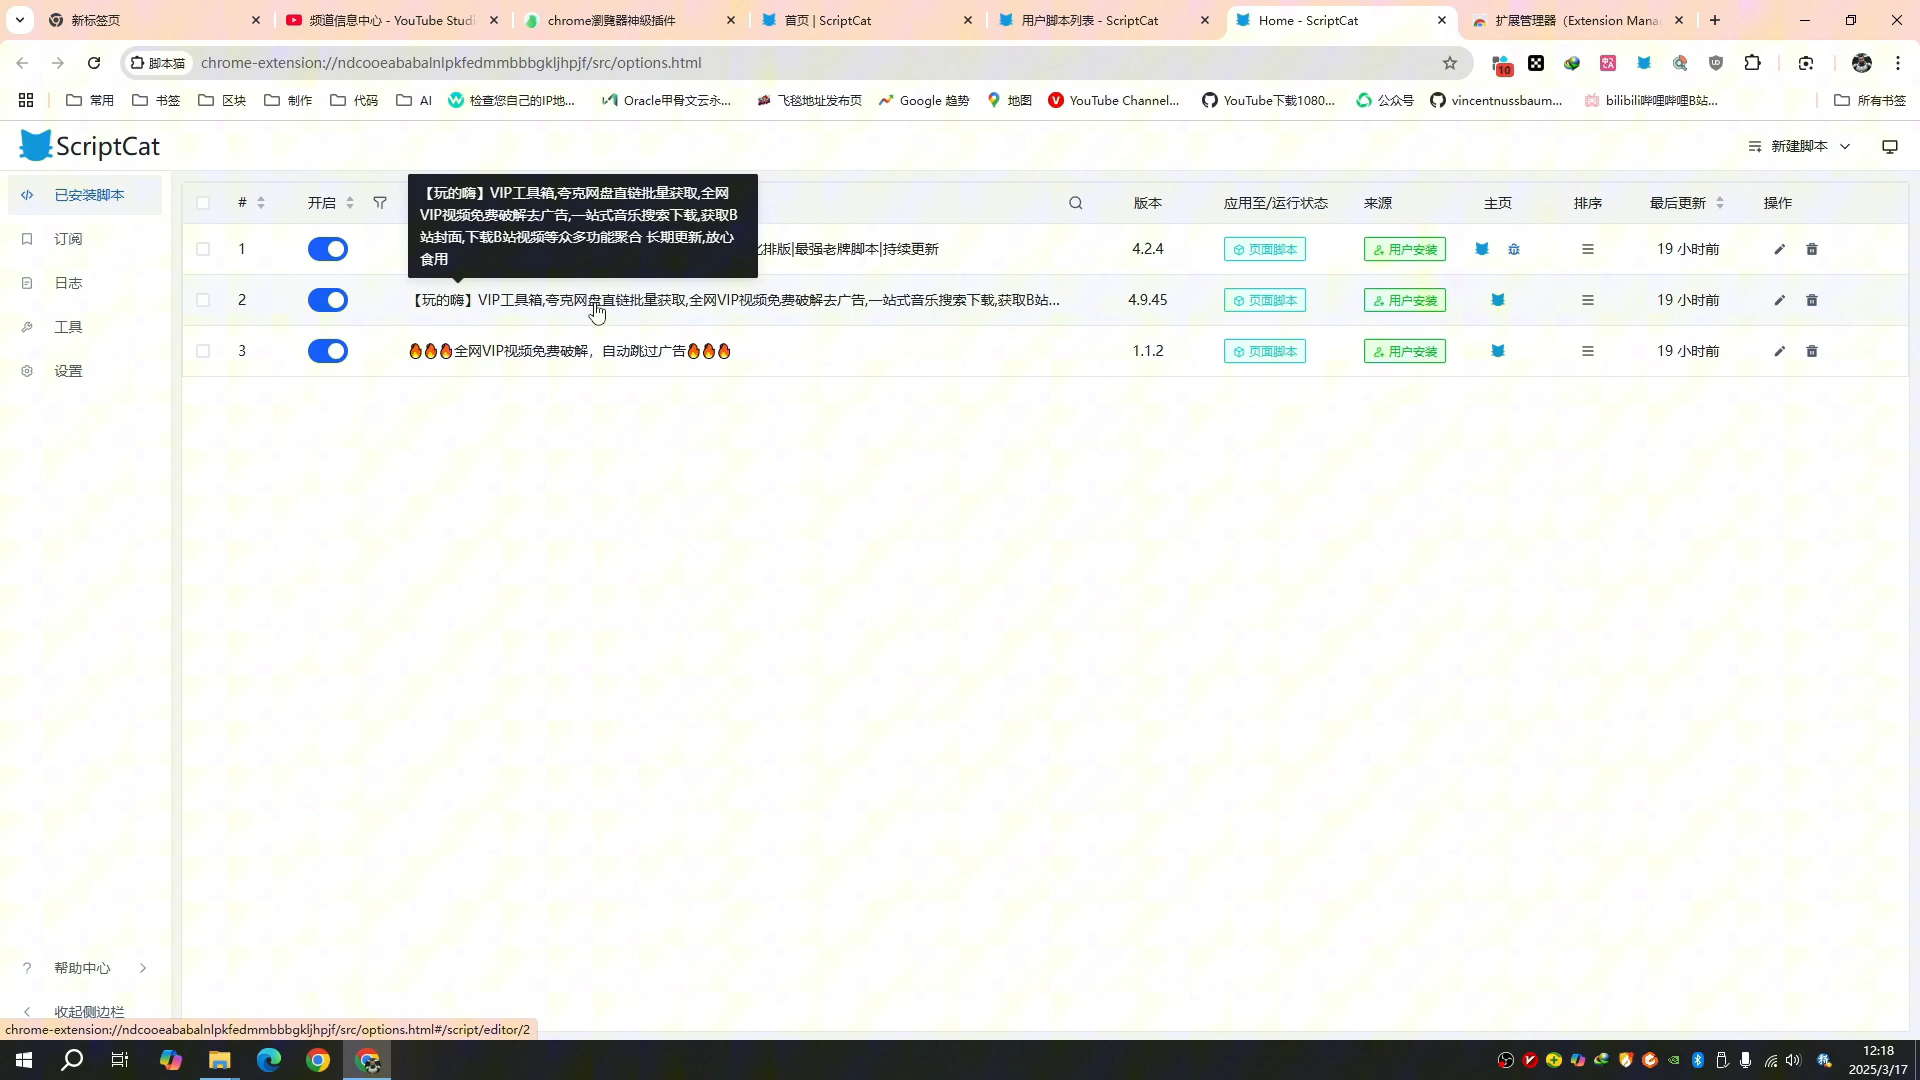 新标签页
频道信息中心 - YouTube Studi
chrome瀏覽器神級插件
首页 | ScriptCat
用户脚本列表 - ScriptCat
Home - ScriptCat
扩展管理器（Extension Mana
脚本猫
chrome-extension://ndcooeababalnlpkfedmmbbbgkljhpjf/src/options.html
10
常用
书签
区块
制作
代码
AI
检查您自己的IP地...
Oracle甲骨文云永...
飞毯地址发布页
Google 趋势
地图
YouTube Channel...
YouTube下载1080...
公众号
vincentnussbaum...
bilibili哔哩哔哩B站...
所有书签
ScriptCat
新建脚本
已安装脚本
订阅
日志
工具
设置
# 开启 版本 应用至/运行状态 来源 主页 排序 最后更新 操作
【玩的嗨】VIP工具箱,夸克网盘直链批量获取,全网
VIP视频免费破解去广告,一站式音乐搜索下载,获取B
站封面,下载B站视频等众多功能聚合 长期更新,放心
食用
1 排版|最强老牌脚本|持续更新 4.2.4 页面脚本 用户安装 19 小时前
2 【玩的嗨】VIP工具箱,夸克网盘直链批量获取,全网VIP视频免费破解去广告,一站式音乐搜索下载,获取B站... 4.9.45 页面脚本 用户安装 19 小时前
3 🔥🔥🔥全网VIP视频免费破解，自动跳过广告🔥🔥🔥 1.1.2 页面脚本 用户安装 19 小时前
帮助中心
收起侧边栏
chrome-extension://ndcooeababalnlpkfedmmbbbgkljhpjf/src/options.html#/script/editor/2
12:18
2025/3/17